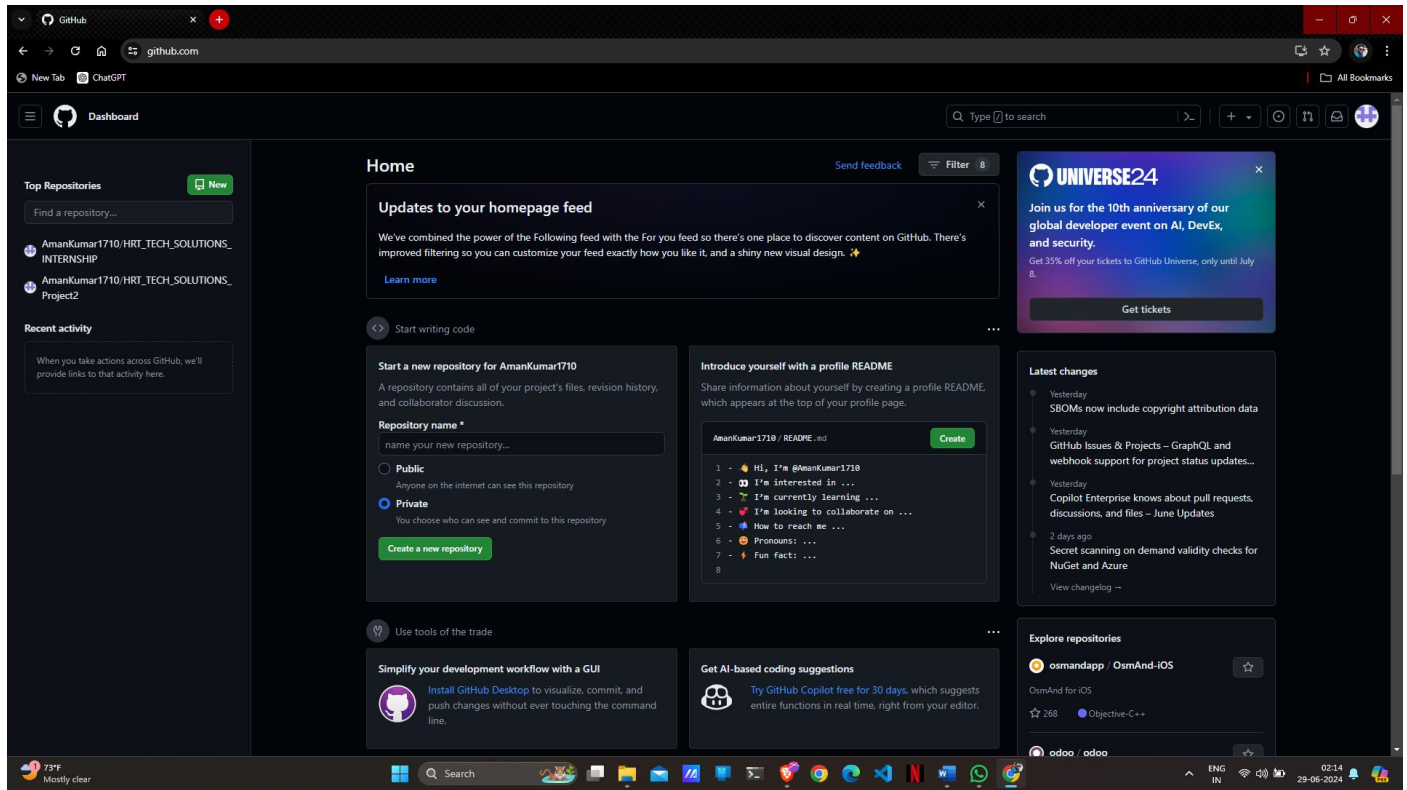 GitHub
github.com
New Tab
ChatGPT
All Bookmarks
Dashboard
Type / to search
Top Repositories
New
Find a repository...
AmanKumar1710/HRT_TECH_SOLUTIONS_
INTERNSHIP
AmanKumar1710/HRT_TECH_SOLUTIONS_
Project2
Recent activity
When you take actions across GitHub, we'll
provide links to that activity here.
Home
Send feedback
Filter 8
Updates to your homepage feed
We've combined the power of the Following feed with the For you feed so there's one place to discover content on GitHub. There's
improved filtering so you can customize your feed exactly how you like it, and a shiny new visual design. ✨
Learn more
Start writing code
Start a new repository for AmanKumar1710
A repository contains all of your project's files, revision history,
and collaborator discussion.
Repository name *
name your new repository...
Public
Anyone on the internet can see this repository
Private
You choose who can see and commit to this repository
Create a new repository
Introduce yourself with a profile README
Share information about yourself by creating a profile README,
which appears at the top of your profile page.
AmanKumar1710 / README.md
Create
1 - 👋 Hi, I'm @AmanKumar1710
2 - 👀 I'm interested in ...
3 - 🌱 I'm currently learning ...
4 - 💞️ I'm looking to collaborate on ...
5 - 📫 How to reach me ...
6 - 😄 Pronouns: ...
7 - ⚡ Fun fact: ...
8
Use tools of the trade
Simplify your development workflow with a GUI
Install GitHub Desktop to visualize, commit, and
push changes without ever touching the command
line.
Get AI-based coding suggestions
Try GitHub Copilot free for 30 days, which suggests
entire functions in real time, right from your editor.
UNIVERSE24
Join us for the 10th anniversary of our
global developer event on AI, DevEx,
and security.
Get 35% off your tickets to GitHub Universe, only until July
8.
Get tickets
Latest changes
Yesterday
SBOMs now include copyright attribution data
Yesterday
GitHub Issues & Projects – GraphQL and
webhook support for project status updates...
Yesterday
Copilot Enterprise knows about pull requests,
discussions, and files – June Updates
2 days ago
Secret scanning on demand validity checks for
NuGet and Azure
View changelog →
Explore repositories
osmandapp / OsmAnd-iOS
OsmAnd for iOS
268 Objective-C++
odoo / odoo
1
73°F
Mostly clear
Search
ENG
IN
02:14
29-06-2024